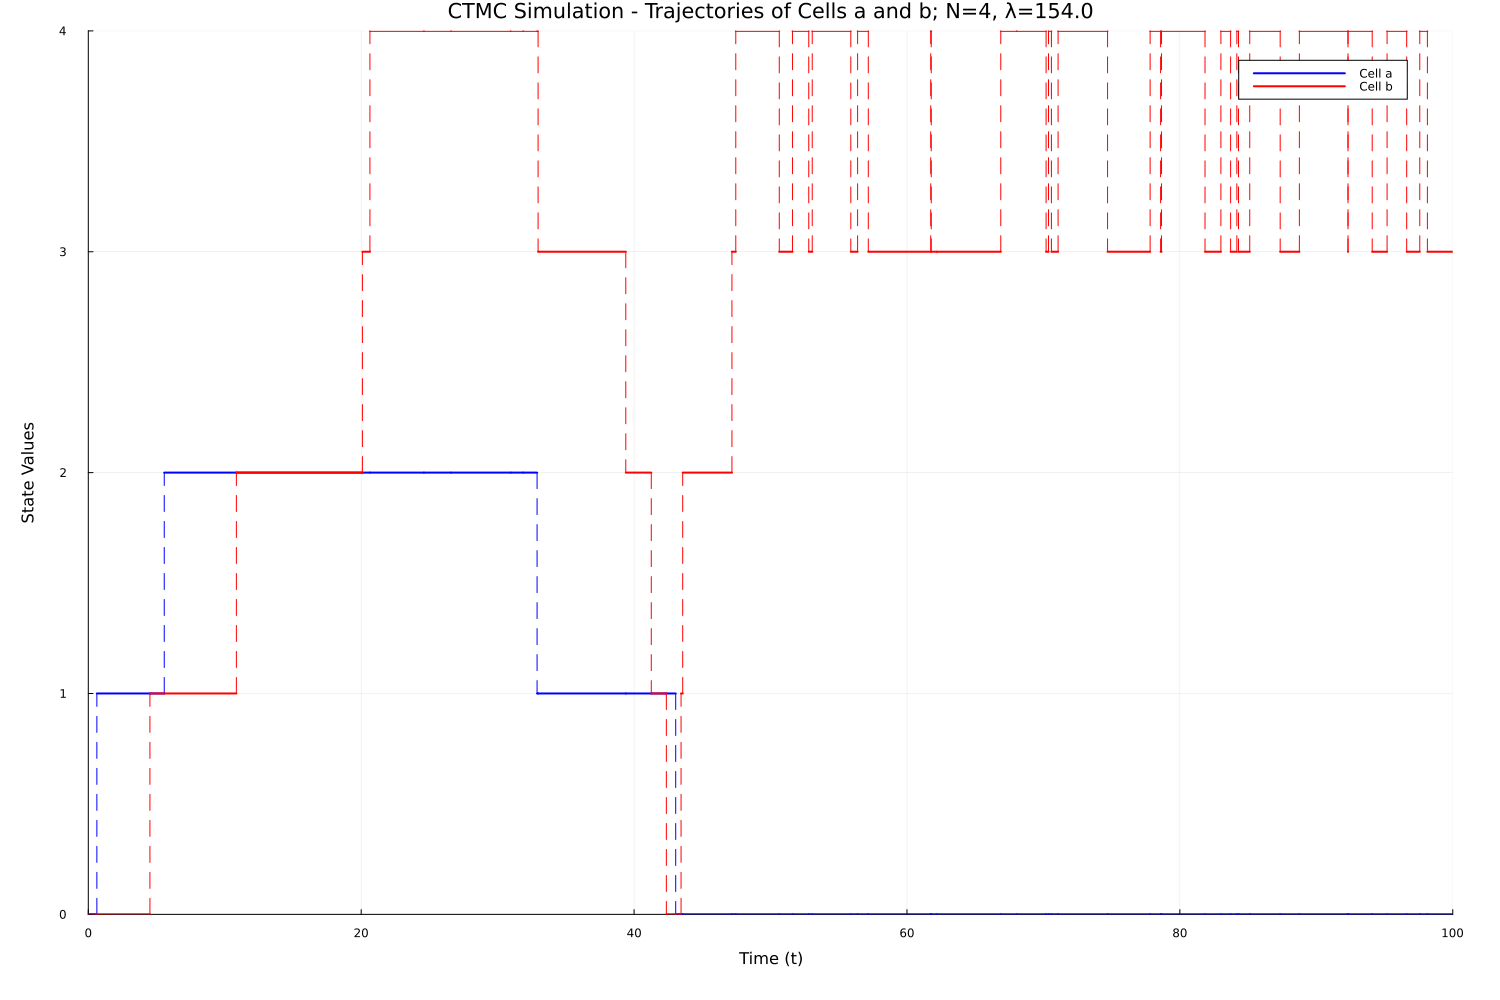 CTMC Simulation - Trajectories of Cells a and b; N=4, λ=154.0
4
Cell a
Cell b
3
State Values
2
1
0
0 20 40 60 80 100
Time (t)